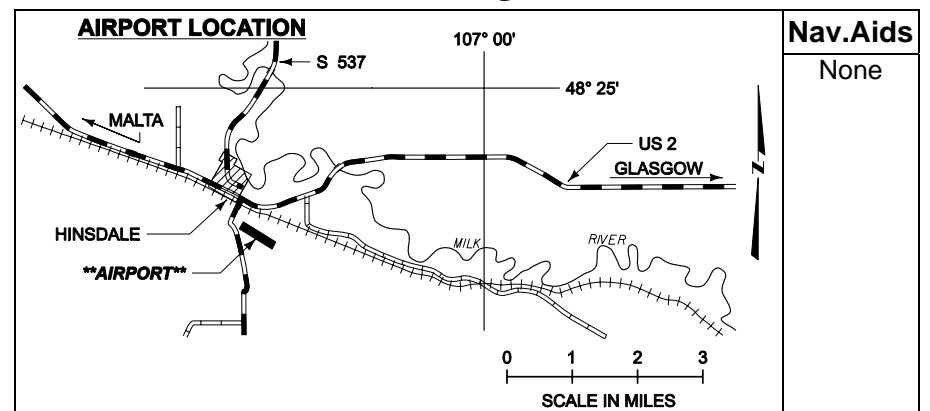 AIRPORT LOCATION
Nav.Aids
None
107° 00'
S 537
48° 25'
MALTA
US 2
GLASGOW
N
HINSDALE
MILK RIVER
**AIRPORT**
0 1 2 3
SCALE IN MILES